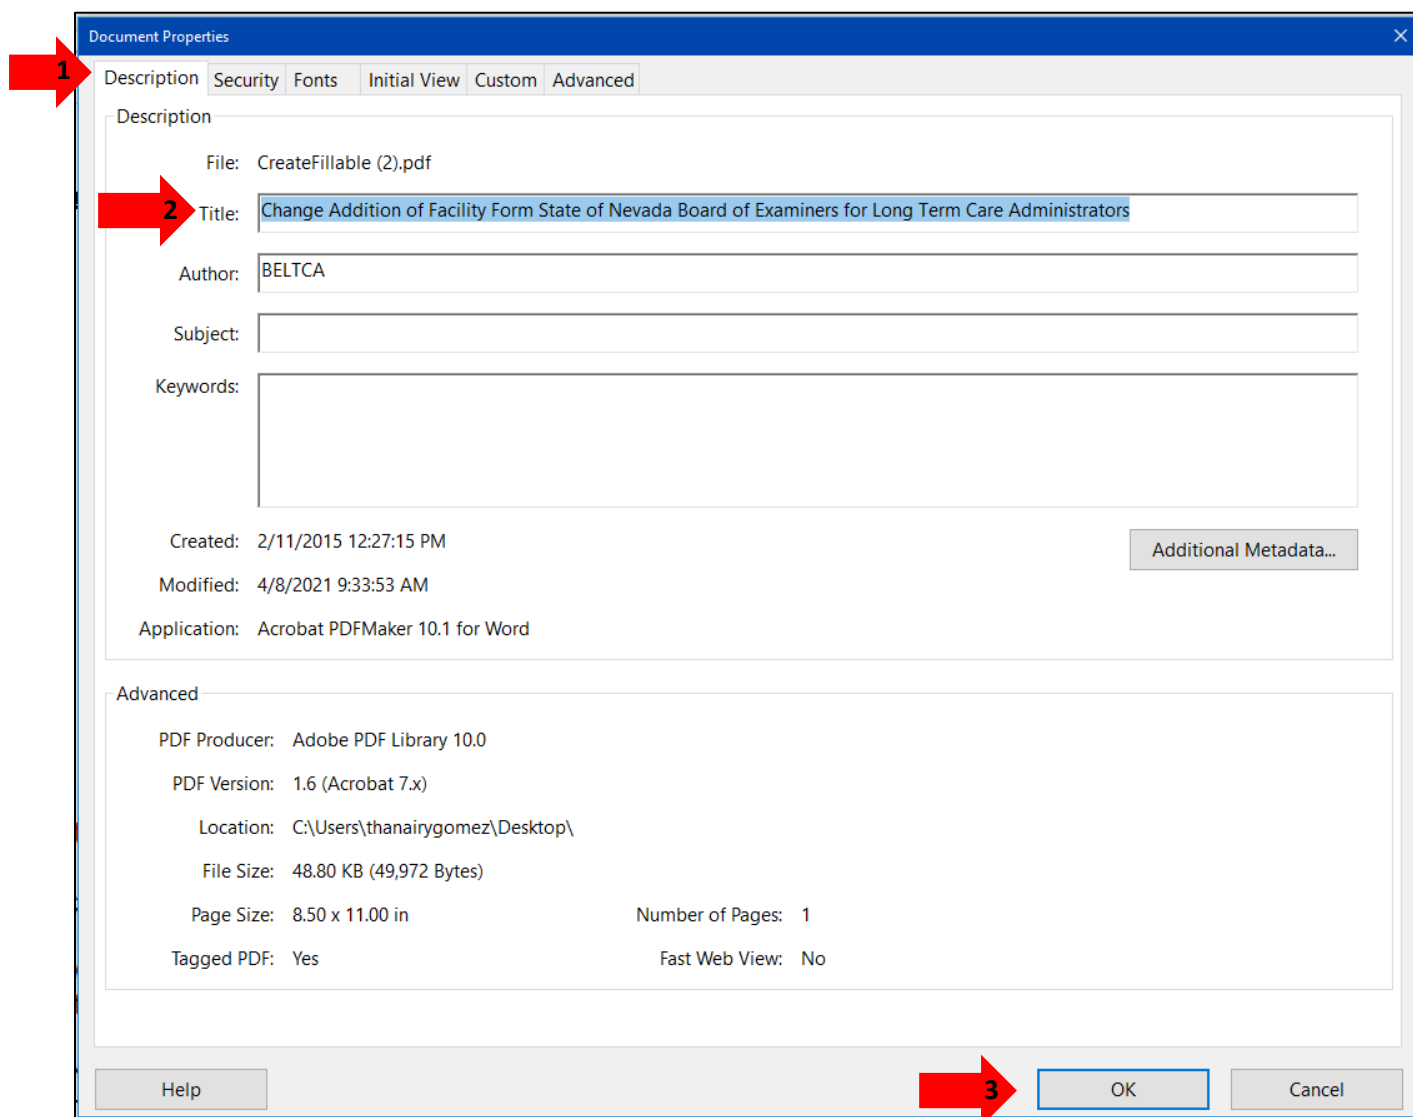 Document Properties
1
Description Security Fonts Initial View Custom Advanced
Description
File: CreateFillable (2).pdf
2 Title: Change Addition of Facility Form State of Nevada Board of Examiners for Long Term Care Administrators
Author: BELTCA
Subject:
Keywords:
Created: 2/11/2015 12:27:15 PM
Additional Metadata...
Modified: 4/8/2021 9:33:53 AM
Application: Acrobat PDFMaker 10.1 for Word
Advanced
PDF Producer: Adobe PDF Library 10.0
PDF Version: 1.6 (Acrobat 7.x)
Location: C:\Users\thanairygomez\Desktop\
File Size: 48.80 KB (49,972 Bytes)
Page Size: 8.50 x 11.00 in Number of Pages: 1
Tagged PDF: Yes Fast Web View: No
Help 3 OK Cancel